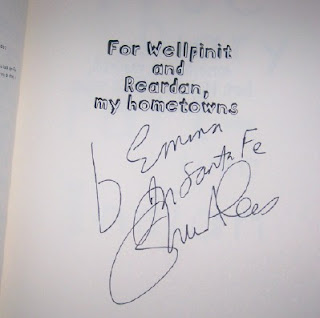 For Wellpinit
and
Reardan,
my hometowns
Emma
In Santa Fe